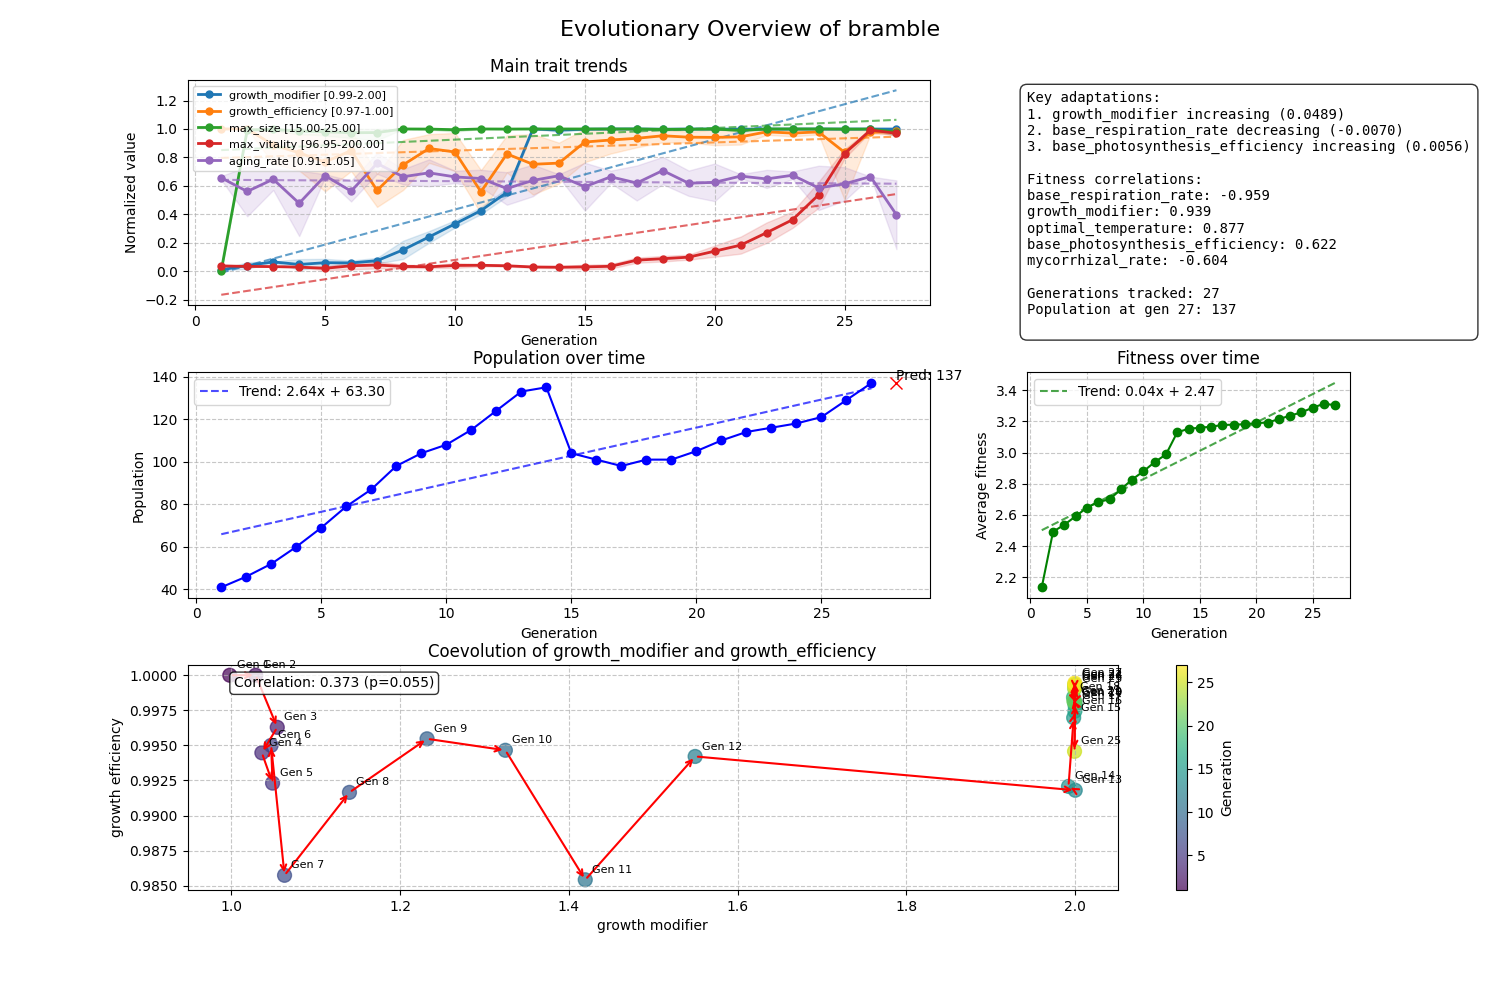 Evolutionary Overview of bramble
Main trait trends
growth_modifier [0.99-2.00]
growth_efficiency [0.97-1.00]
max_size [15.00-25.00]
max_vitality [96.95-200.00]
aging_rate [0.91-1.05]
Normalized value
1.2
1.0
0.8
0.6
0.4
0.2
0.0
−0.2
0
5
10
15
20
25
Generation
Key adaptations:
1. growth_modifier increasing (0.0489)
2. base_respiration_rate decreasing (-0.0070)
3. base_photosynthesis_efficiency increasing (0.0056)
Fitness correlations:
base_respiration_rate: -0.959
growth_modifier: 0.939
optimal_temperature: 0.877
base_photosynthesis_efficiency: 0.622
mycorrhizal_rate: -0.604
Generations tracked: 27
Population at gen 27: 137
Population over time
Trend: 2.64x + 63.30
Pred: 137
Population
140
120
100
80
60
40
0
5
10
15
20
25
Generation
Fitness over time
Trend: 0.04x + 2.47
Average fitness
3.4
3.2
3.0
2.8
2.6
2.4
2.2
0
5
10
15
20
25
Generation
Coevolution of growth_modifier and growth_efficiency
Correlation: 0.373 (p=0.055)
growth efficiency
1.0000
0.9975
0.9950
0.9925
0.9900
0.9875
0.9850
Gen 1
Gen 2
Gen 3
Gen 6
Gen 4
Gen 5
Gen 7
Gen 8
Gen 9
Gen 10
Gen 11
Gen 12
Gen 15
Gen 25
Gen 14
Gen 13
1.0
1.2
1.4
1.6
1.8
2.0
growth modifier
25
20
15
10
5
Generation